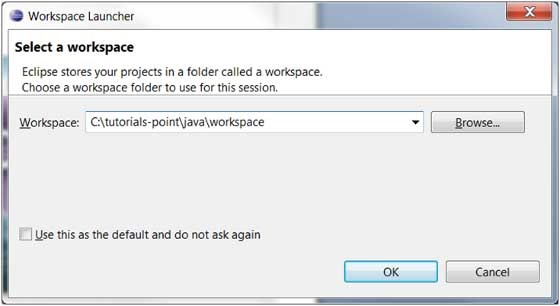 Workspace Launcher
Select a workspace
Eclipse stores your projects in a folder called a workspace.
Choose a workspace folder to use for this session.
Workspace: C:\tutorials-point\java\workspace Browse...
Use this as the default and do not ask again
OK Cancel